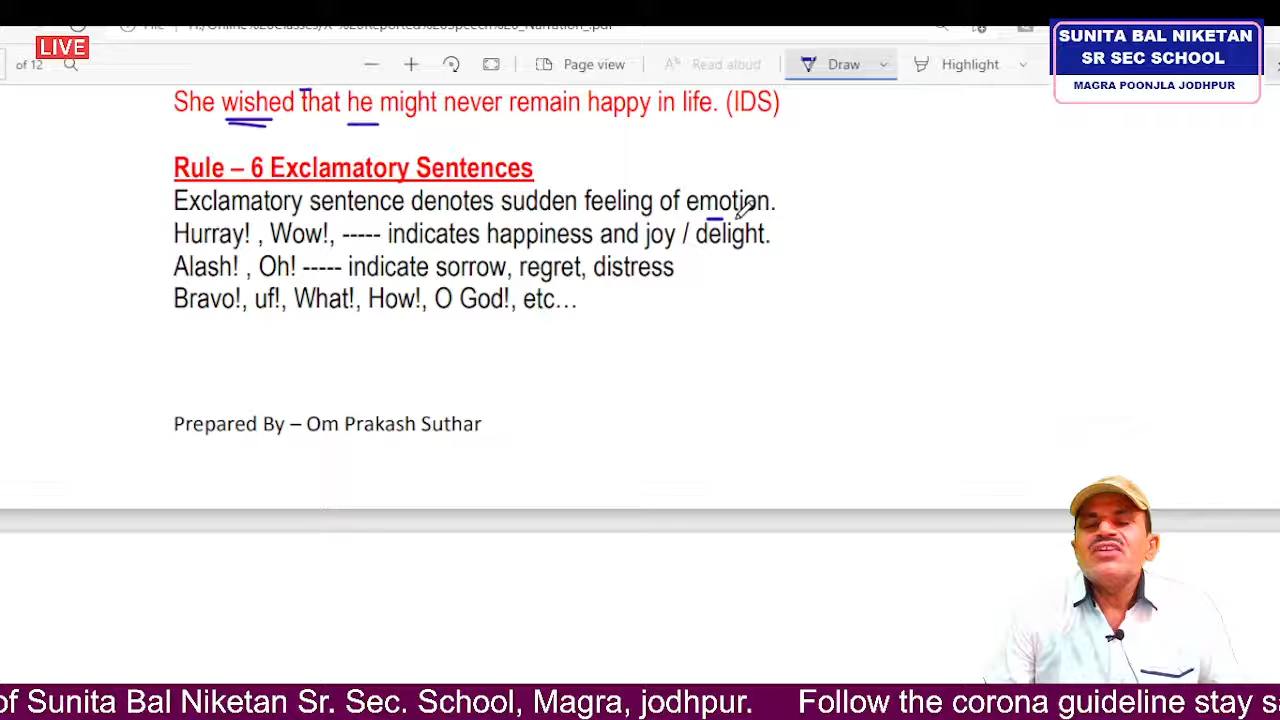 LIVE
SUNITA BAL NIKETAN
SR SEC SCHOOL
MAGRA POONJLA JODHPUR
of 12
Page view
Read aloud
Draw
Highlight
She wished that he might never remain happy in life. (IDS)
Rule – 6 Exclamatory Sentences
Exclamatory sentence denotes sudden feeling of emotion.
Hurray! , Wow!, ----- indicates happiness and joy / delight.
Alash! , Oh! ----- indicate sorrow, regret, distress
Bravo!, uf!, What!, How!, O God!, etc…
Prepared By – Om Prakash Suthar
of Sunita Bal Niketan Sr. Sec. School, Magra, jodhpur. Follow the corona guideline stay